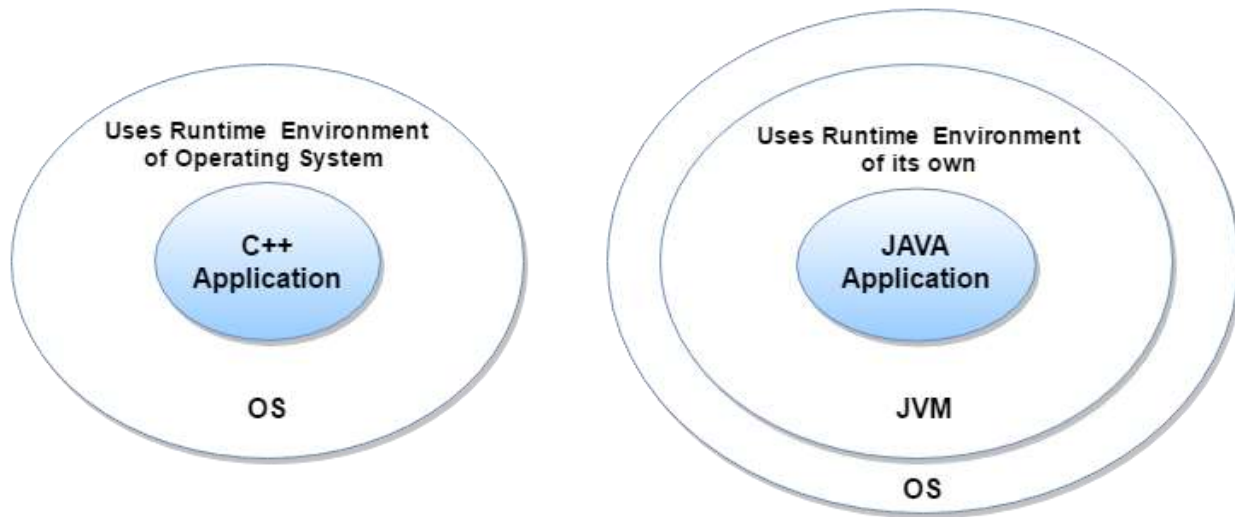 Uses Runtime Environment
of Operating System
C++
Application
OS
Uses Runtime Environment
of its own
JAVA
Application
JVM
OS